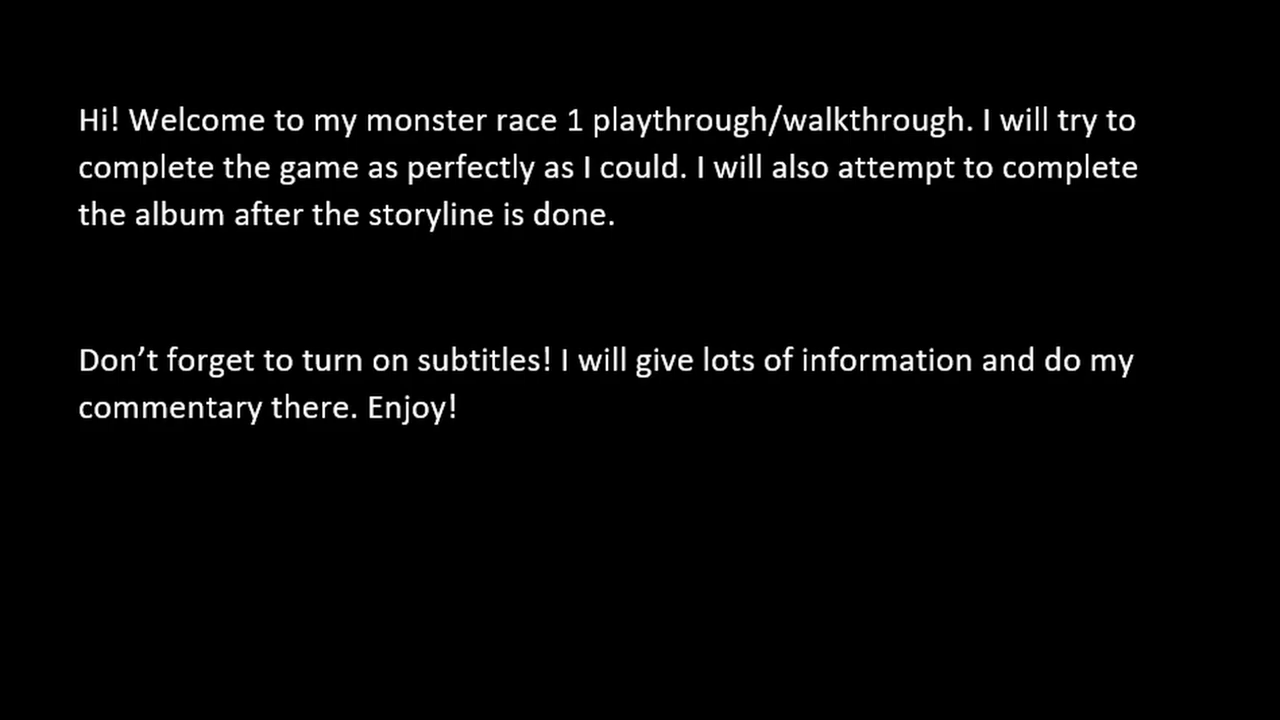 Hi! Welcome to my monster race 1 playthrough/walkthrough. I will try to
complete the game as perfectly as I could. I will also attempt to complete
the album after the storyline is done.
Don’t forget to turn on subtitles! I will give lots of information and do my
commentary there. Enjoy!